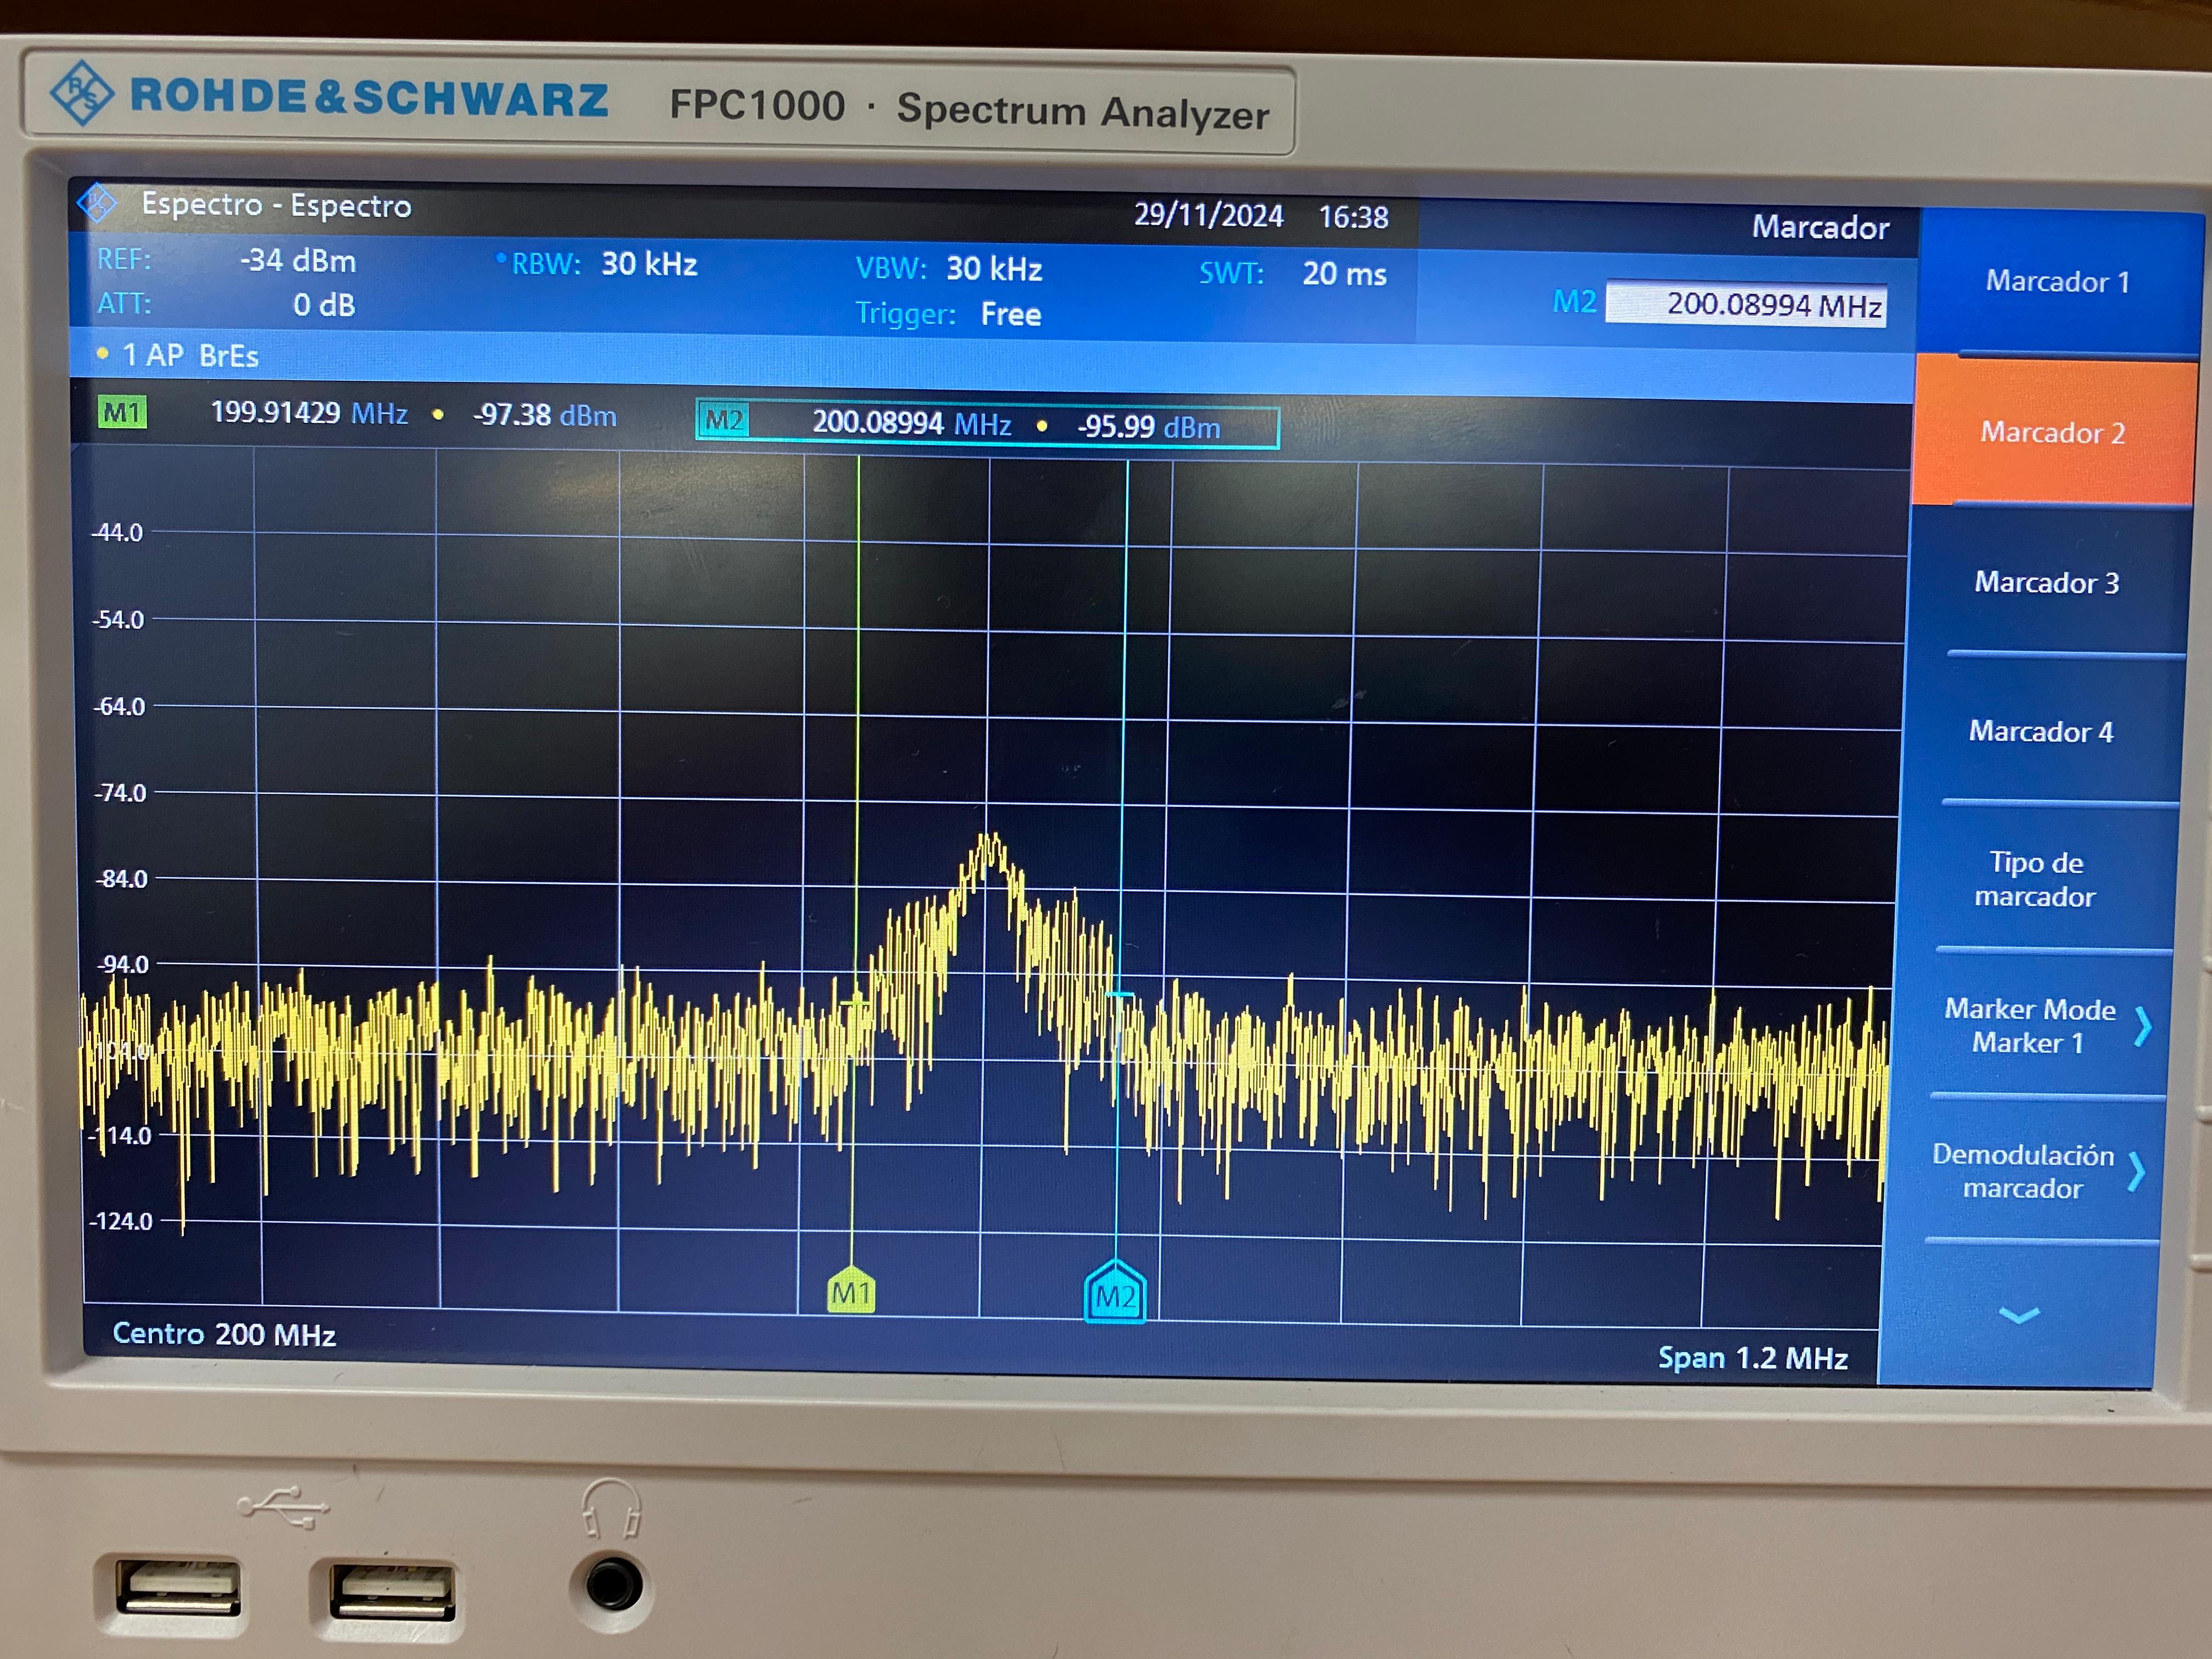 ROHDE&SCHWARZ FPC1000 · Spectrum Analyzer
Espectro - Espectro 29/11/2024 16:38 Marcador
REF: -34 dBm RBW: 30 kHz VBW: 30 kHz SWT: 20 ms
ATT: 0 dB Trigger: Free
M2 200.08994 MHz
1 AP BrEs
M1 199.91429 MHz • -97.38 dBm M2 200.08994 MHz • -95.99 dBm
-44.0
-54.0
-64.0
-74.0
-84.0
-94.0
-104.0
-114.0
-124.0
M1 M2
Centro 200 MHz Span 1.2 MHz
Marcador 1
Marcador 2
Marcador 3
Marcador 4
Tipo de
marcador
Marker Mode
Marker 1
Demodulación
marcador